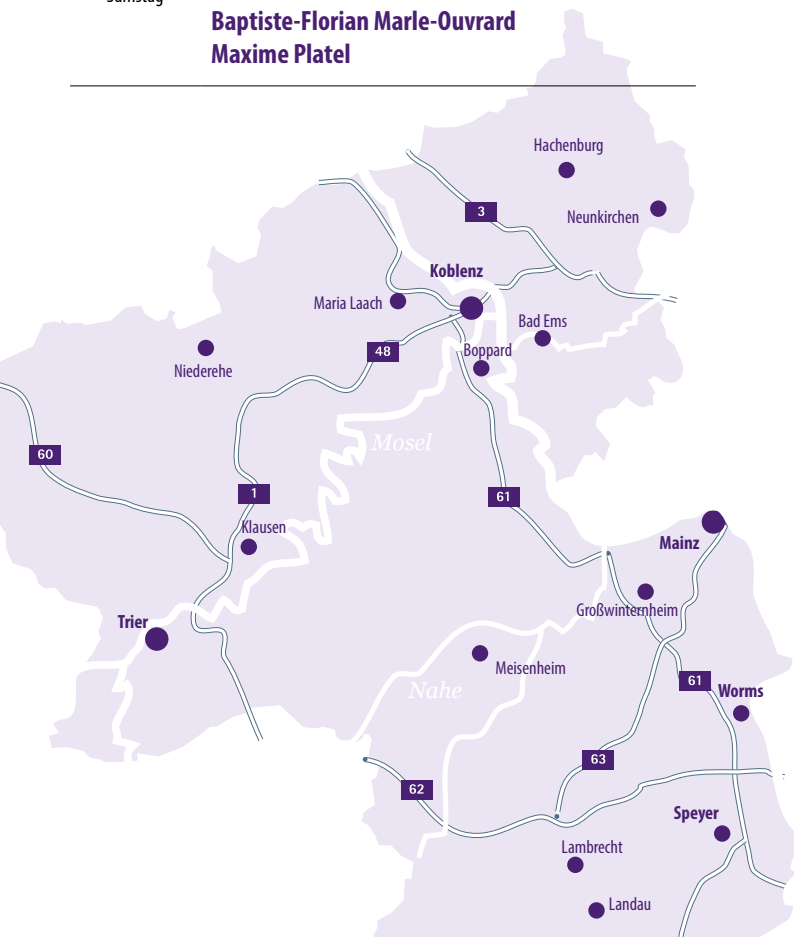 Samstag
Baptiste-Florian Marle-Ouvrard
Maxime Platel
Hachenburg
3
Neunkirchen
Koblenz
Maria Laach
Bad Ems
48
Boppard
Niederehe
Mosel
60
1
61
Klausen
Mainz
Großwinternheim
Trier
Meisenheim
61
Nahe
Worms
63
62
Speyer
Lambrecht
Landau